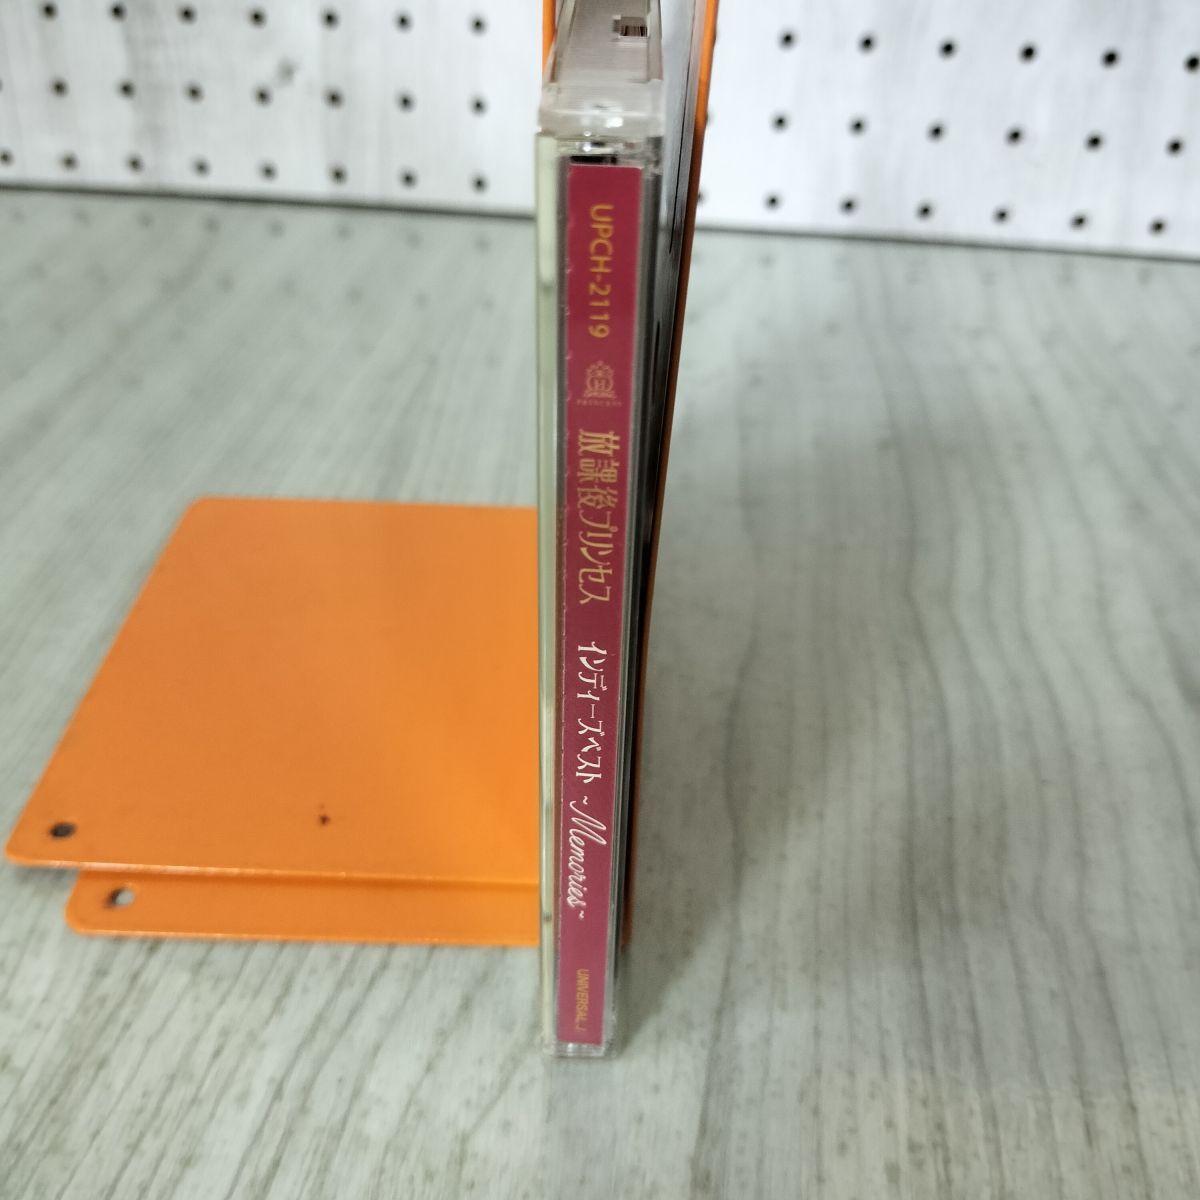 UPCH-2119
H
PRINCESS
放課後プリンセス
インディーズベスト ~Memories~
UNIVERSAL J